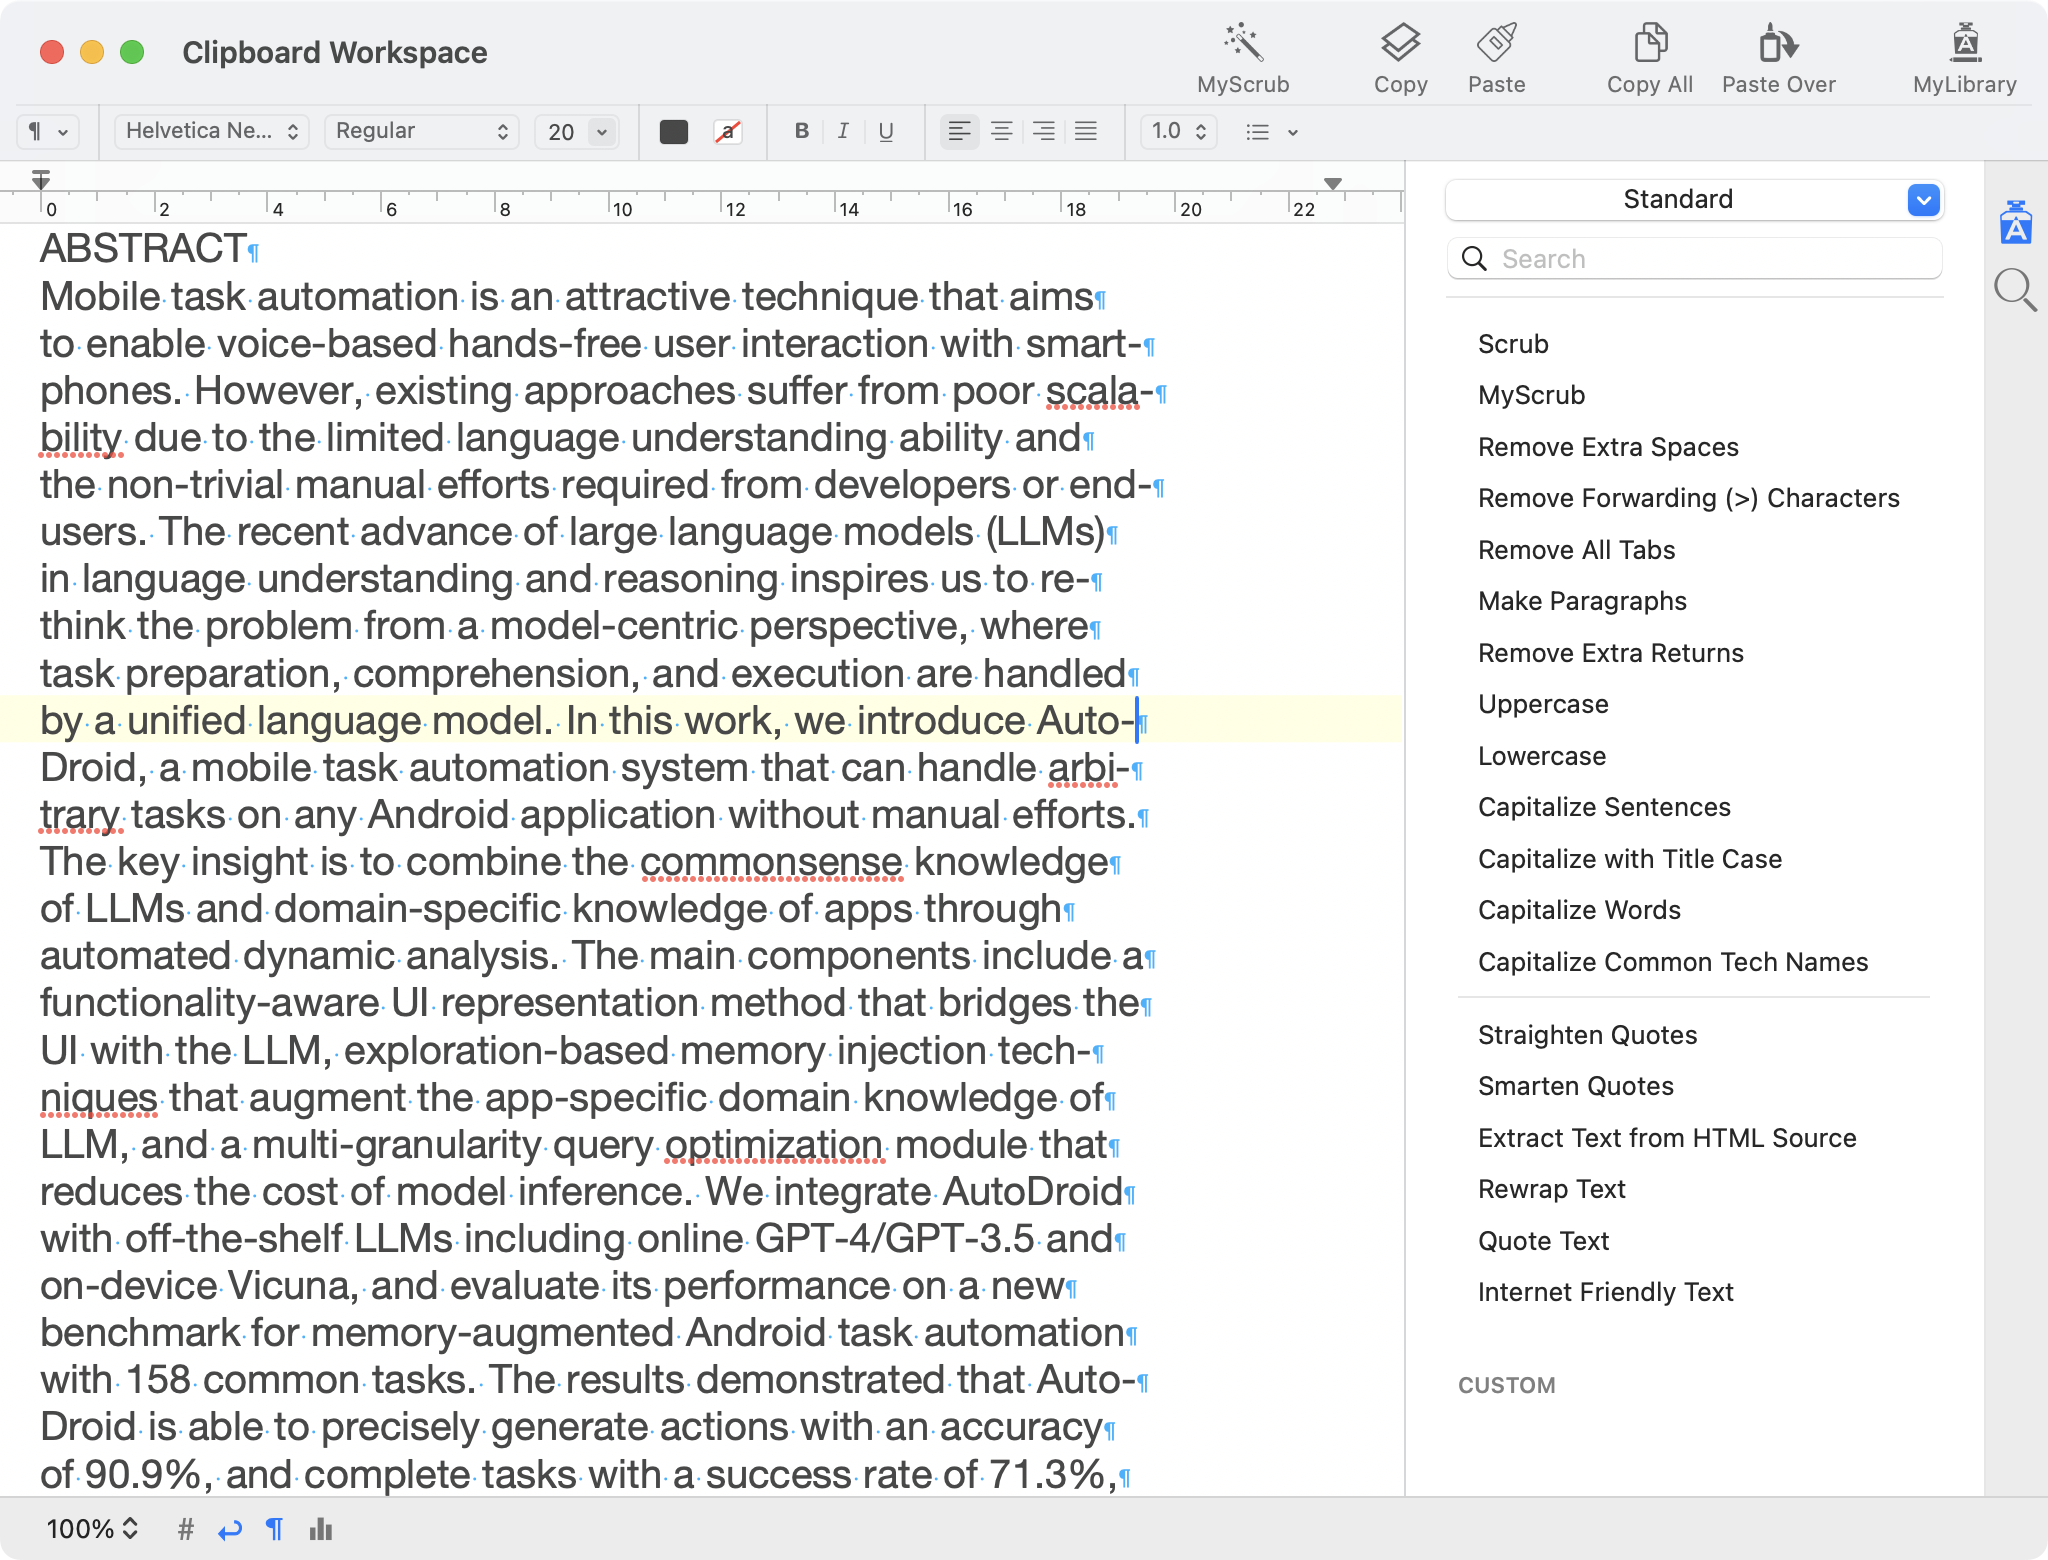 Clipboard Workspace
MyScrub
Copy
Paste
Copy All
Paste Over
MyLibrary
¶
Helvetica Ne...
Regular
20
a
B
I
U
1.0
0 2 4 6 8 10 12 14 16 18 20 22
ABSTRACT¶
Mobile·task·automation·is·an·attractive·technique·that·aims¶
to·enable·voice-based·hands-free·user·interaction·with·smart-¶
phones.·However,·existing·approaches·suffer·from·poor·scala-¶
bility·due·to·the·limited·language·understanding·ability·and¶
the·non-trivial·manual·efforts·required·from·developers·or·end-¶
users.·The·recent·advance·of·large·language·models·(LLMs)¶
in·language·understanding·and·reasoning·inspires·us·to·re-¶
think·the·problem·from·a·model-centric·perspective,·where¶
task·preparation,·comprehension,·and·execution·are·handled¶
by·a·unified·language·model.·In·this·work,·we·introduce·Auto-¶
Droid,·a·mobile·task·automation·system·that·can·handle·arbi-¶
trary·tasks·on·any·Android·application·without·manual·efforts.¶
The·key·insight·is·to·combine·the·commonsense·knowledge¶
of·LLMs·and·domain-specific·knowledge·of·apps·through¶
automated·dynamic·analysis.·The·main·components·include·a¶
functionality-aware·UI·representation·method·that·bridges·the¶
UI·with·the·LLM,·exploration-based·memory·injection·tech-¶
niques·that·augment·the·app-specific·domain·knowledge·of¶
LLM,·and·a·multi-granularity·query·optimization·module·that¶
reduces·the·cost·of·model·inference.·We·integrate·AutoDroid¶
with·off-the-shelf·LLMs·including·online·GPT-4/GPT-3.5·and¶
on-device·Vicuna,·and·evaluate·its·performance·on·a·new¶
benchmark·for·memory-augmented·Android·task·automation¶
with·158·common·tasks.·The·results·demonstrated·that·Auto-¶
Droid·is·able·to·precisely·generate·actions·with·an·accuracy¶
of·90.9%,·and·complete·tasks·with·a·success·rate·of·71.3%,¶
Standard
A
Search
Scrub
MyScrub
Remove Extra Spaces
Remove Forwarding (>) Characters
Remove All Tabs
Make Paragraphs
Remove Extra Returns
Uppercase
Lowercase
Capitalize Sentences
Capitalize with Title Case
Capitalize Words
Capitalize Common Tech Names
Straighten Quotes
Smarten Quotes
Extract Text from HTML Source
Rewrap Text
Quote Text
Internet Friendly Text
CUSTOM
100%
#
¶